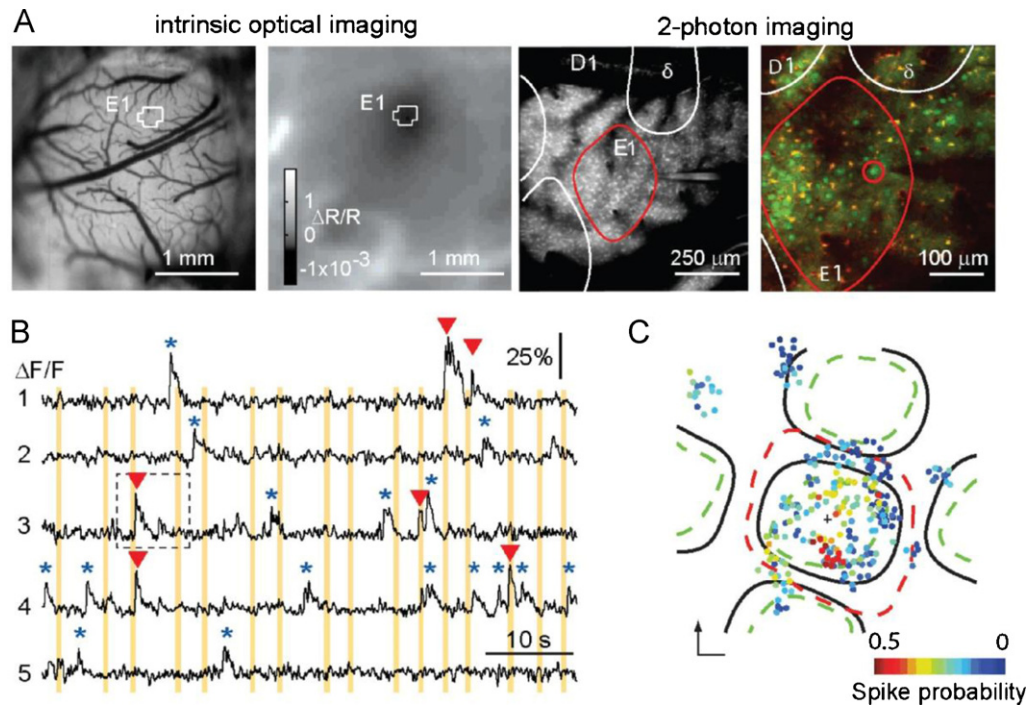 A
intrinsic optical imaging
2-photon imaging
E1
1 mm
E1
1
0
-1x10⁻³
ΔR/R
1 mm
D1
δ
E1
250 μm
D1
δ
E1
100 μm
B
ΔF/F
25%
1
*
2
* *
3
* * *
4
* * * * * * * *
10 s
5
* *
C
+
0.5 0
Spike probability